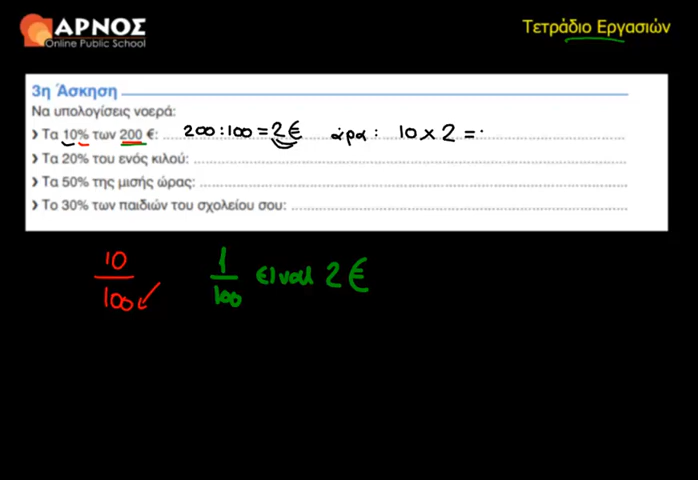 ΑΡΝΟΣ
Online Public School
Τετράδιο Εργασιών
3η Άσκηση
Να υπολογίσεις νοερά:
❯ Τα 10% των 200 €: 200 : 100 = 2 € άρα : 10 × 2 =
❯ Τα 20% του ενός κιλού:
❯ Τα 50% της μισής ώρας:
❯ Το 30% των παιδιών του σχολείου σου:
10/100 1/100 είναι 2 €